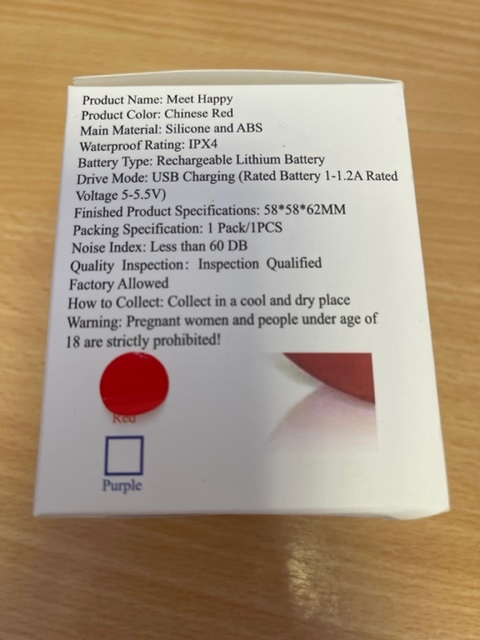 Product Name: Meet Happy
Product Color: Chinese Red
Main Material: Silicone and ABS
Waterproof Rating: IPX4
Battery Type: Rechargeable Lithium Battery
Drive Mode: USB Charging (Rated Battery 1-1.2A Rated
Voltage 5-5.5V)
Finished Product Specifications: 58*58*62MM
Packing Specification: 1 Pack/1PCS
Noise Index: Less than 60 DB
Quality Inspection: Inspection Qualified
Factory Allowed
How to Collect: Collect in a cool and dry place
Warning: Pregnant women and people under age of
18 are strictly prohibited!
Red
Purple